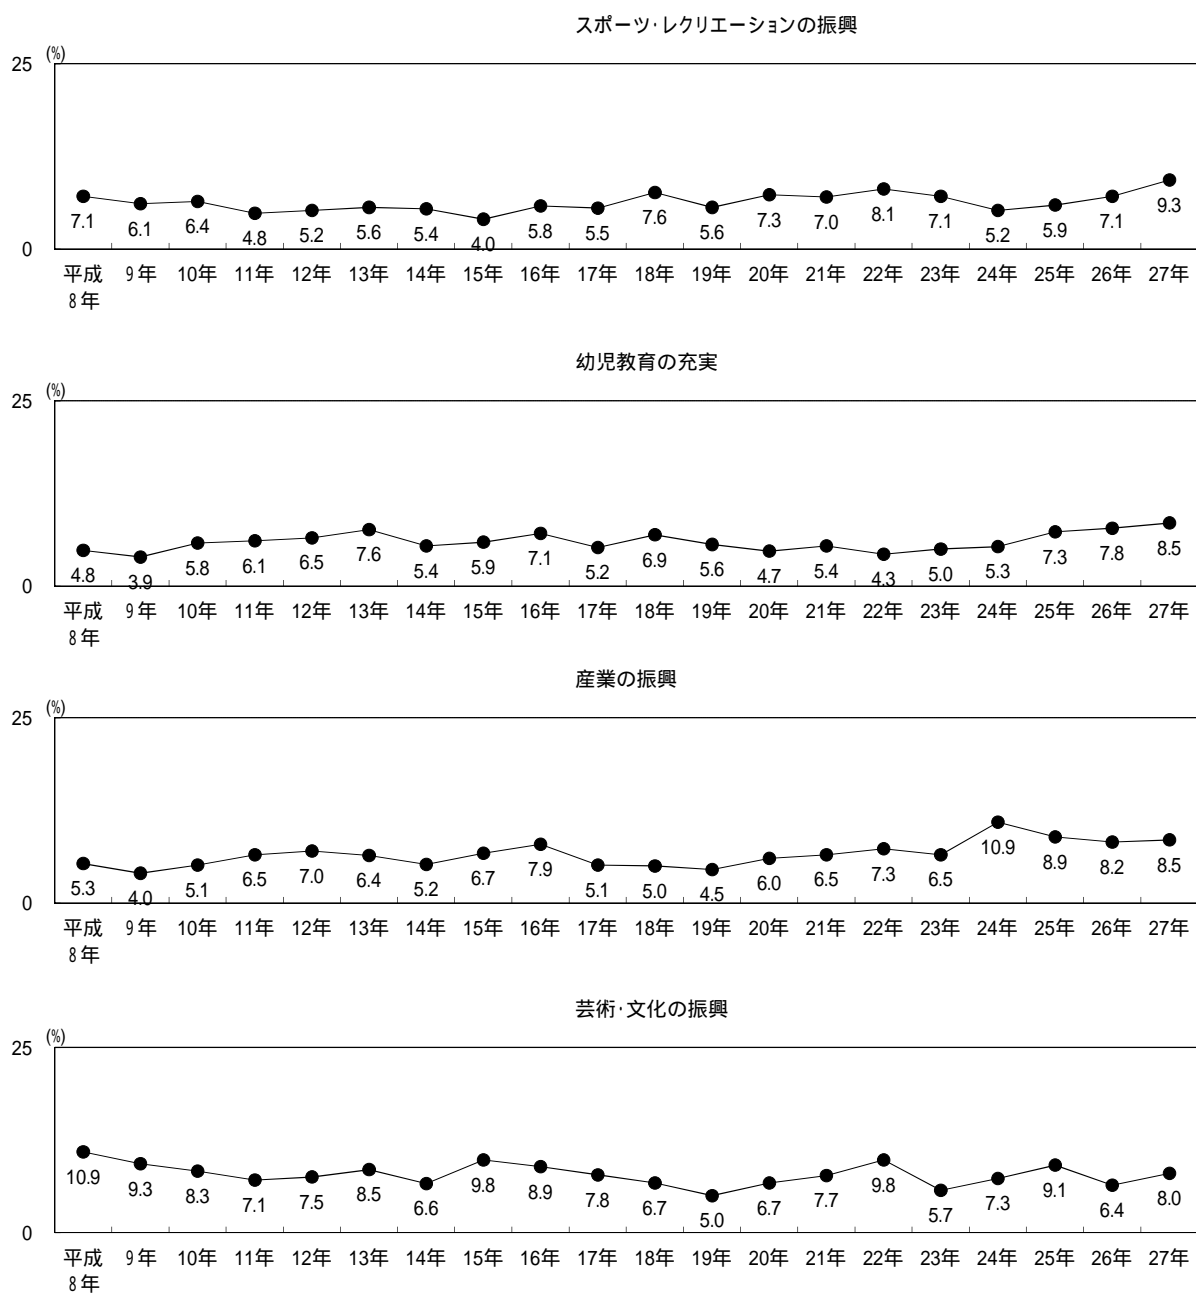 スポーツ・レクリエーションの振興
(%)
25
7.1 6.1 6.4 4.8 5.2 5.6 5.4 4.0 5.8 5.5 7.6 5.6 7.3 7.0 8.1 7.1 5.2 5.9 7.1 9.3
0
平成 9年 10年 11年 12年 13年 14年 15年 16年 17年 18年 19年 20年 21年 22年 23年 24年 25年 26年 27年
8年
幼児教育の充実
(%)
25
4.8 3.9 5.8 6.1 6.5 7.6 5.4 5.9 7.1 5.2 6.9 5.6 4.7 5.4 4.3 5.0 5.3 7.3 7.8 8.5
0
平成 9年 10年 11年 12年 13年 14年 15年 16年 17年 18年 19年 20年 21年 22年 23年 24年 25年 26年 27年
8年
産業の振興
(%)
25
5.3 4.0 5.1 6.5 7.0 6.4 5.2 6.7 7.9 5.1 5.0 4.5 6.0 6.5 7.3 6.5 10.9 8.9 8.2 8.5
0
平成 9年 10年 11年 12年 13年 14年 15年 16年 17年 18年 19年 20年 21年 22年 23年 24年 25年 26年 27年
8年
芸術・文化の振興
(%)
25
10.9 9.3 8.3 7.1 7.5 8.5 6.6 9.8 8.9 7.8 6.7 5.0 6.7 7.7 9.8 5.7 7.3 9.1 6.4 8.0
0
平成 9年 10年 11年 12年 13年 14年 15年 16年 17年 18年 19年 20年 21年 22年 23年 24年 25年 26年 27年
8年